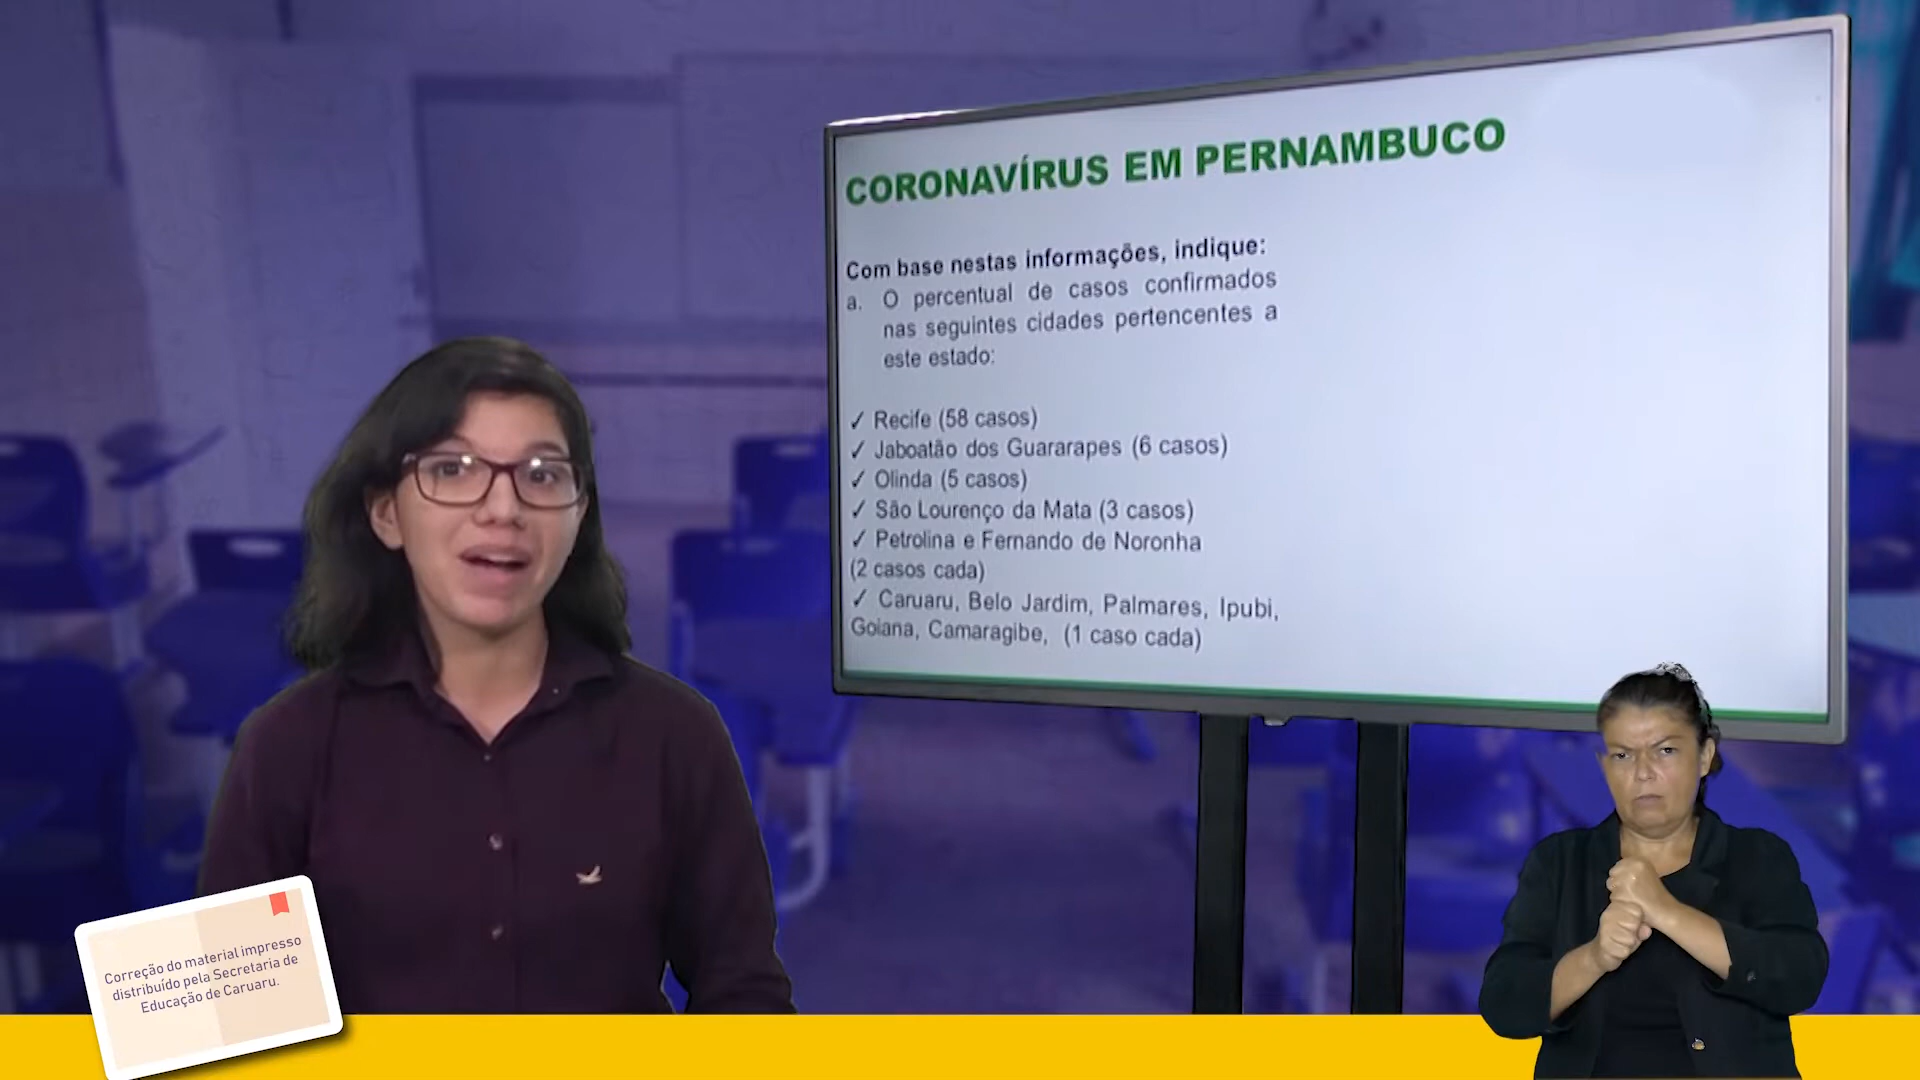 CORONAVÍRUS EM PERNAMBUCO
Com base nestas informações, indique:
a. O percentual de casos confirmados
nas seguintes cidades pertencentes a
este estado:
✓ Recife (58 casos)
✓ Jaboatão dos Guararapes (6 casos)
✓ Olinda (5 casos)
✓ São Lourenço da Mata (3 casos)
✓ Petrolina e Fernando de Noronha
(2 casos cada)
✓ Caruaru, Belo Jardim, Palmares, Ipubi,
Goiana, Camaragibe, (1 caso cada)
Correção do material impresso
distribuído pela Secretaria de
Educação de Caruaru.